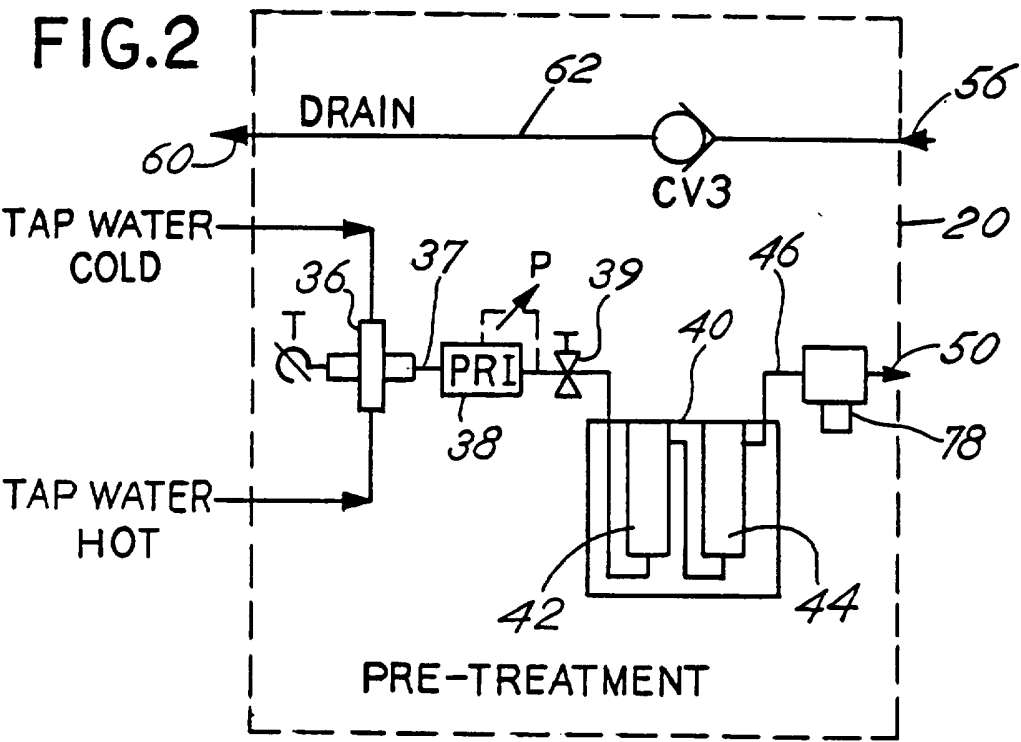 FIG.2
62
56
DRAIN
60
CV3
TAP WATER
COLD
20
36
37
P
39
46
T
40
50
PRI
38
78
TAP WATER
HOT
42
44
PRE-TREATMENT